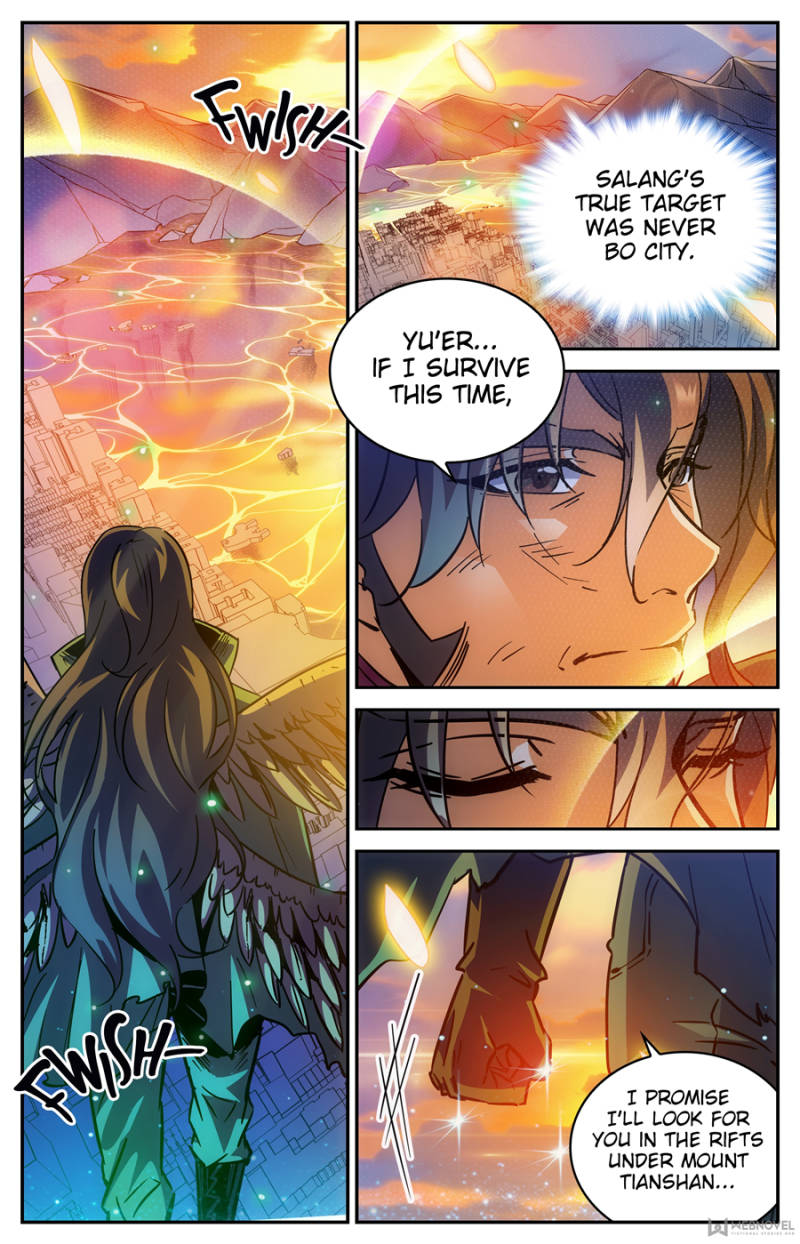 FWISH
SALANG'S
TRUE TARGET
WAS NEVER
BO CITY.
YU'ER...
IF I SURVIVE
THIS TIME,
FWISH
I PROMISE
I'LL LOOK FOR
YOU IN THE RIFTS
UNDER MOUNT
TIANSHAN...
WEBNOVEL